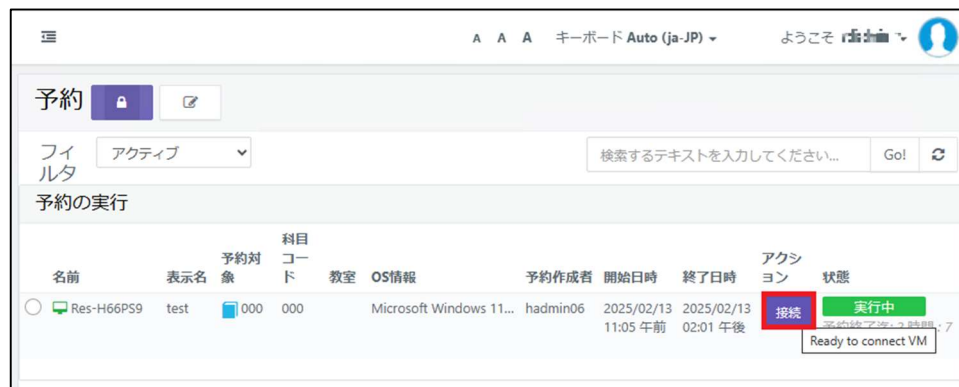 A A A キーボード Auto (ja-JP) ようこそ
予約
フィルタ アクティブ 検索するテキストを入力してください... Go!
予約の実行
名前 表示名 予約対象 科目コード 教室 OS情報 予約作成者 開始日時 終了日時 アクション 状態
Res-H66PS9 test 000 000 Microsoft Windows 11... hadmin06 2025/02/13 11:05 午前 2025/02/13 02:01 午後 接続 実行中
Ready to connect VM